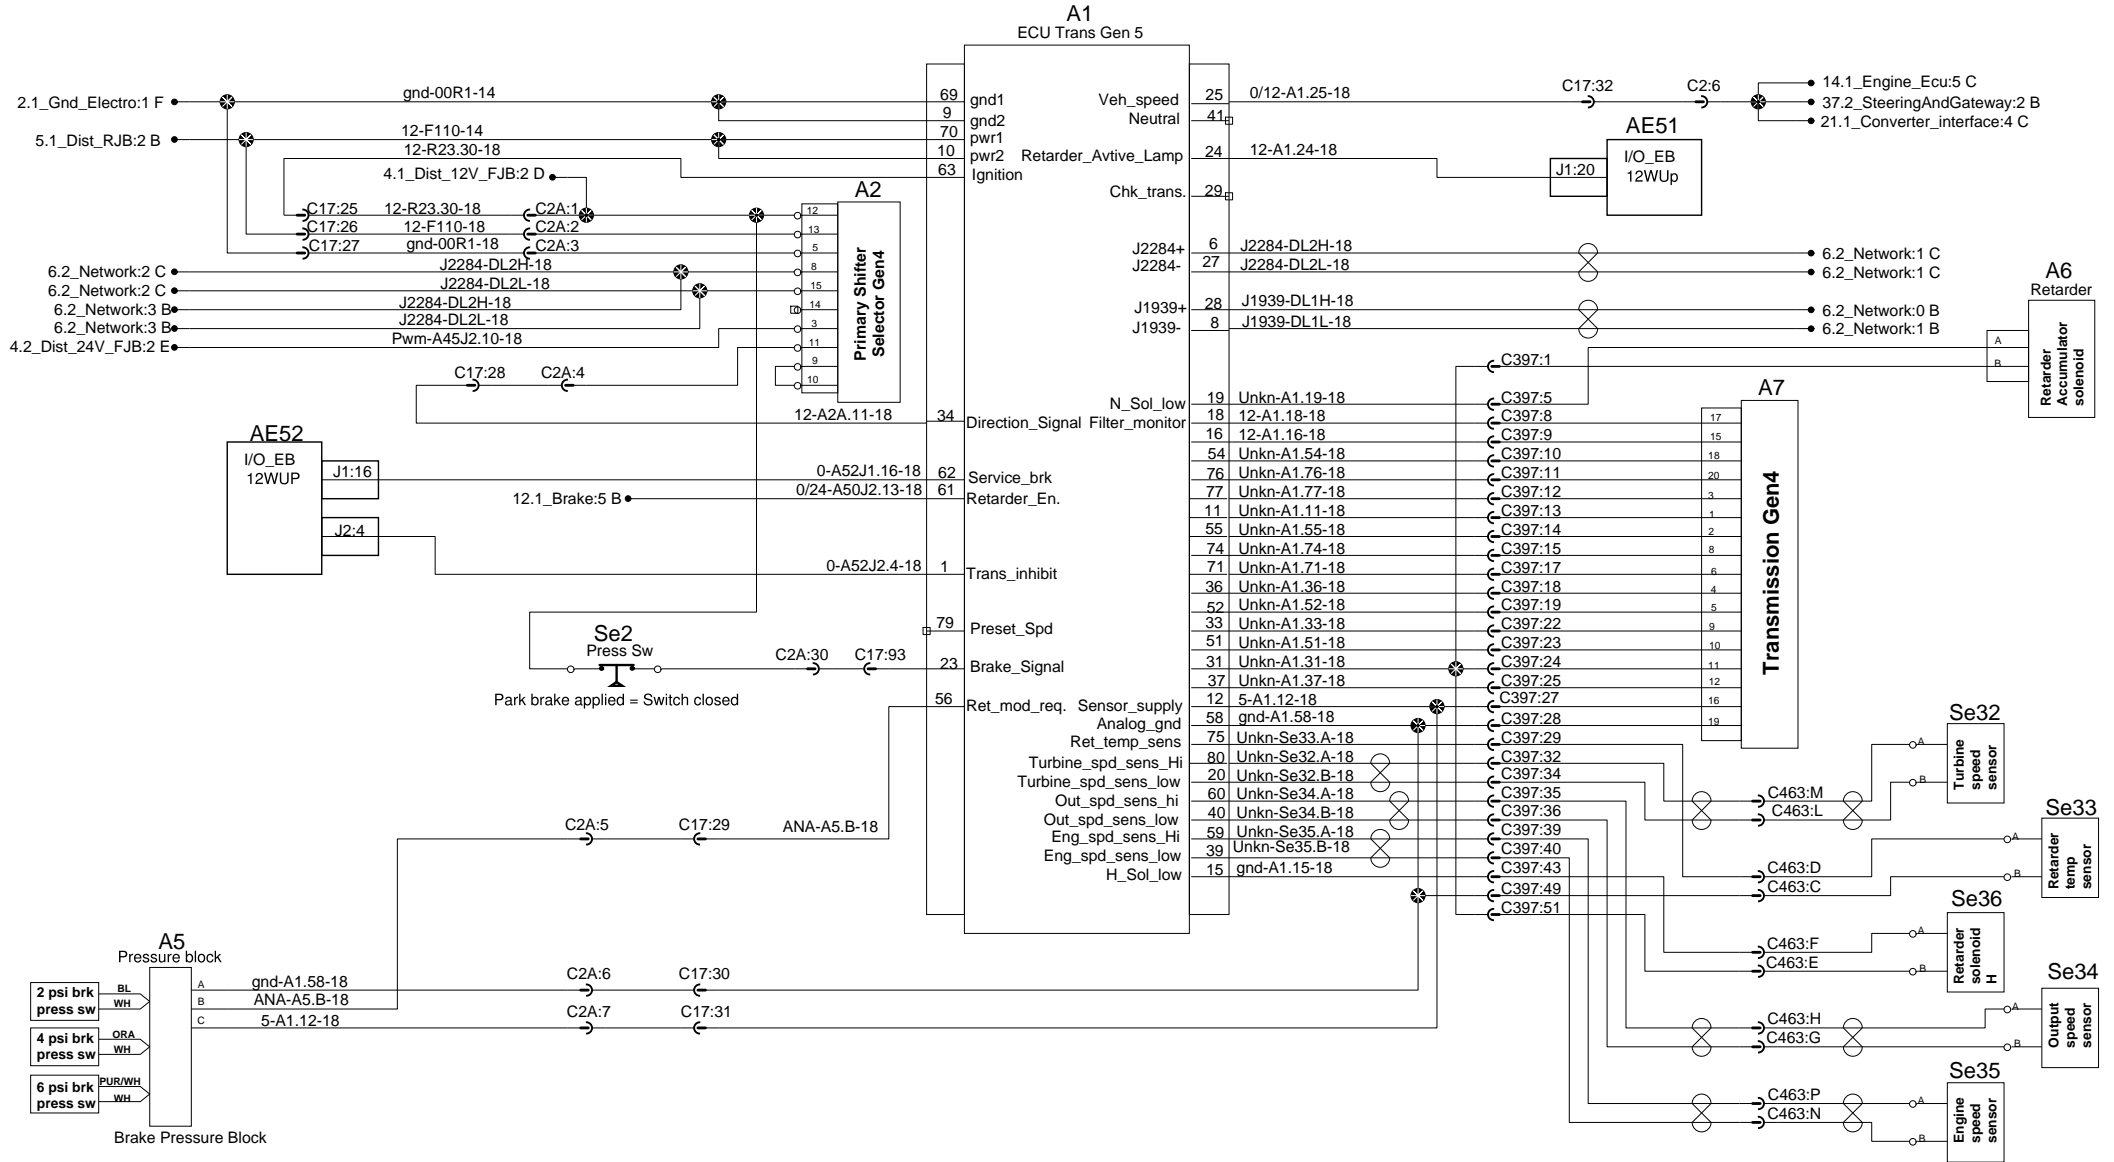 A1
ECU Trans Gen 5
2.1_Gnd_Electro:1 F
gnd-00R1-14
69
gnd1
9
gnd2
5.1_Dist_RJB:2 B
12-F110-14
70
pwr1
12-R23.30-18
10
pwr2
4.1_Dist_12V_FJB:2 D
63
Ignition
A2
C17:25
12-R23.30-18
C2A:1
12
C17:26
12-F110-18
C2A:2
13
C17:27
gnd-00R1-18
C2A:3
5
6.2_Network:2 C
J2284-DL2H-18
8
6.2_Network:2 C
J2284-DL2L-18
15
6.2_Network:3 B
J2284-DL2H-18
14
6.2_Network:3 B
J2284-DL2L-18
3
4.2_Dist_24V_FJB:2 E
Pwm-A45J2.10-18
11
9
10
Primary Shifter
Selector Gen4
C17:28
C2A:4
12-A2A.11-18
34
Direction_Signal
AE52
I/O_EB
12WUP
J1:16
0-A52J1.16-18
62
Service_brk
12.1_Brake:5 B
0/24-A50J2.13-18
61
Retarder_En.
J2:4
0-A52J2.4-18
1
Trans_inhibit
79
Preset_Spd
Se2
Press Sw
C2A:30
C17:93
23
Brake_Signal
Park brake applied = Switch closed
56
Ret_mod_req.
C2A:5
C17:29
ANA-A5.B-18
A5
Pressure block
2 psi brk
press sw
BL
WH
4 psi brk
press sw
ORA
WH
6 psi brk
press sw
PUR/WH
WH
A
gnd-A1.58-18
C2A:6
C17:30
B
ANA-A5.B-18
C
5-A1.12-18
C2A:7
C17:31
Brake Pressure Block
Veh_speed
25
0/12-A1.25-18
C17:32
C2:6
14.1_Engine_Ecu:5 C
37.2_SteeringAndGateway:2 B
21.1_Converter_interface:4 C
Neutral
41
AE51
I/O_EB
12WUp
J1:20
Retarder_Avtive_Lamp
24
12-A1.24-18
Chk_trans.
29
J2284+
6
J2284-DL2H-18
6.2_Network:1 C
J2284-
27
J2284-DL2L-18
6.2_Network:1 C
J1939+
28
J1939-DL1H-18
6.2_Network:0 B
J1939-
8
J1939-DL1L-18
6.2_Network:1 B
A6
Retarder
A
B
Retarder
Accumulator
solenoid
C397:1
A7
Transmission Gen4
N_Sol_low
19
Unkn-A1.19-18
C397:5
Filter_monitor
18
12-A1.18-18
C397:8
17
16
12-A1.16-18
C397:9
15
54
Unkn-A1.54-18
C397:10
18
76
Unkn-A1.76-18
C397:11
20
77
Unkn-A1.77-18
C397:12
3
11
Unkn-A1.11-18
C397:13
1
55
Unkn-A1.55-18
C397:14
2
74
Unkn-A1.74-18
C397:15
8
71
Unkn-A1.71-18
C397:17
6
36
Unkn-A1.36-18
C397:18
4
52
Unkn-A1.52-18
C397:19
5
33
Unkn-A1.33-18
C397:22
9
51
Unkn-A1.51-18
C397:23
10
31
Unkn-A1.31-18
C397:24
11
37
Unkn-A1.37-18
C397:25
12
Sensor_supply
12
5-A1.12-18
C397:27
16
Analog_gnd
58
gnd-A1.58-18
C397:28
19
Ret_temp_sens
75
Unkn-Se33.A-18
C397:29
Turbine_spd_sens_Hi
80
Unkn-Se32.A-18
C397:32
Turbine_spd_sens_low
20
Unkn-Se32.B-18
C397:34
Out_spd_sens_hi
60
Unkn-Se34.A-18
C397:35
Out_spd_sens_low
40
Unkn-Se34.B-18
C397:36
Eng_spd_sens_Hi
59
Unkn-Se35.A-18
C397:39
Eng_spd_sens_low
39
Unkn-Se35.B-18
C397:40
H_Sol_low
15
gnd-A1.15-18
C397:43
C397:49
C397:51
Se32
A
B
Turbine
speed
sensor
C463:M
C463:L
Se33
A
B
Retarder
temp
sensor
C463:D
C463:C
Se36
A
B
Retarder
solenoid
H
C463:F
C463:E
Se34
A
B
Output
speed
sensor
C463:H
C463:G
Se35
A
B
Engine
speed
sensor
C463:P
C463:N